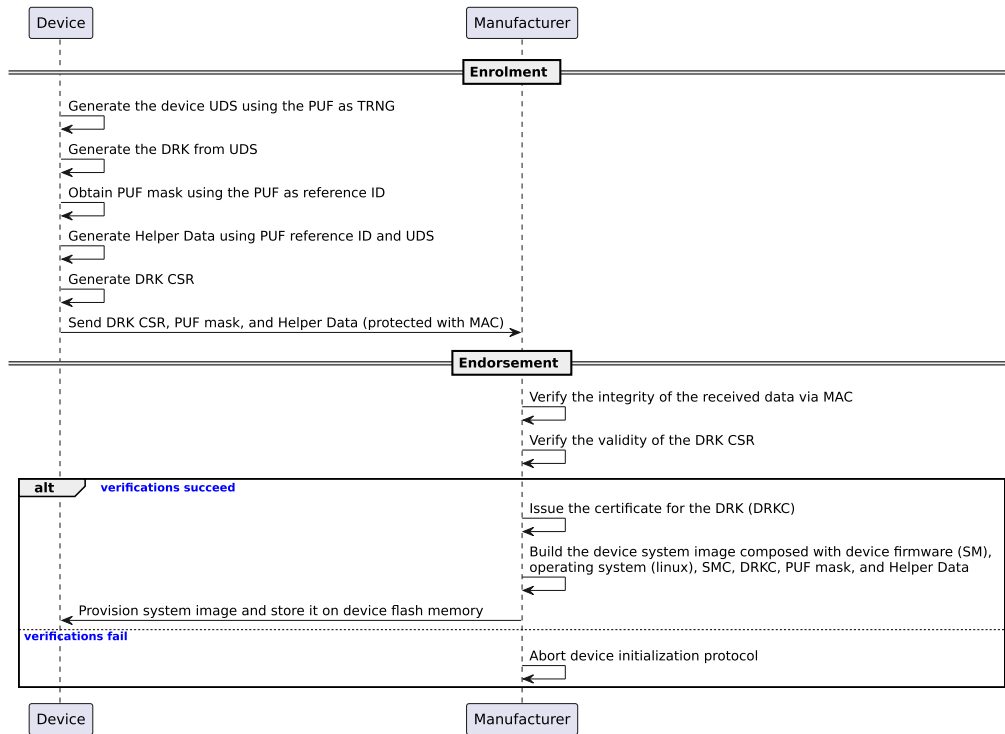 Device
Manufacturer
Enrolment
Generate the device UDS using the PUF as TRNG
Generate the DRK from UDS
Obtain PUF mask using the PUF as reference ID
Generate Helper Data using PUF reference ID and UDS
Generate DRK CSR
Send DRK CSR, PUF mask, and Helper Data (protected with MAC)
Endorsement
Verify the integrity of the received data via MAC
Verify the validity of the DRK CSR
alt
verifications succeed
Issue the certificate for the DRK (DRKC)
Build the device system image composed with device firmware (SM),
operating system (linux), SMC, DRKC, PUF mask, and Helper Data
Provision system image and store it on device flash memory
verifications fail
Abort device initialization protocol
Device
Manufacturer